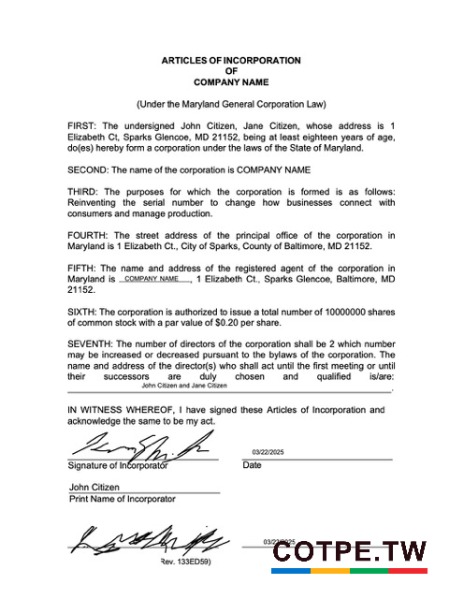 ARTICLES OF INCORPORATION
OF
COMPANY NAME
(Under the Maryland General Corporation Law)
FIRST: The undersigned John Citizen, Jane Citizen, whose address is 1
Elizabeth Ct, Sparks Glencoe, MD 21152, being at least eighteen years of age,
do(es) hereby form a corporation under the laws of the State of Maryland.
SECOND: The name of the corporation is COMPANY NAME
THIRD: The purposes for which the corporation is formed is as follows:
Reinventing the serial number to change how businesses connect with
consumers and manage production.
FOURTH: The street address of the principal office of the corporation in
Maryland is 1 Elizabeth Ct., City of Sparks, County of Baltimore, MD 21152.
FIFTH: The name and address of the registered agent of the corporation in
Maryland is COMPANY NAME, 1 Elizabeth Ct., Sparks Glencoe, Baltimore, MD
21152.
SIXTH: The corporation is authorized to issue a total number of 10000000 shares
of common stock with a par value of $0.20 per share.
SEVENTH: The number of directors of the corporation shall be 2 which number
may be increased or decreased pursuant to the bylaws of the corporation. The
name and address of the director(s) who shall act until the first meeting or until
their successors are duly chosen and qualified is/are:
John Citizen and Jane Citizen.
IN WITNESS WHEREOF, I have signed these Articles of Incorporation and
acknowledge the same to be my act.
03/22/2025
Signature of Incorporator Date
John Citizen
Print Name of Incorporator
Rev. 133ED59)
COTPE.TW